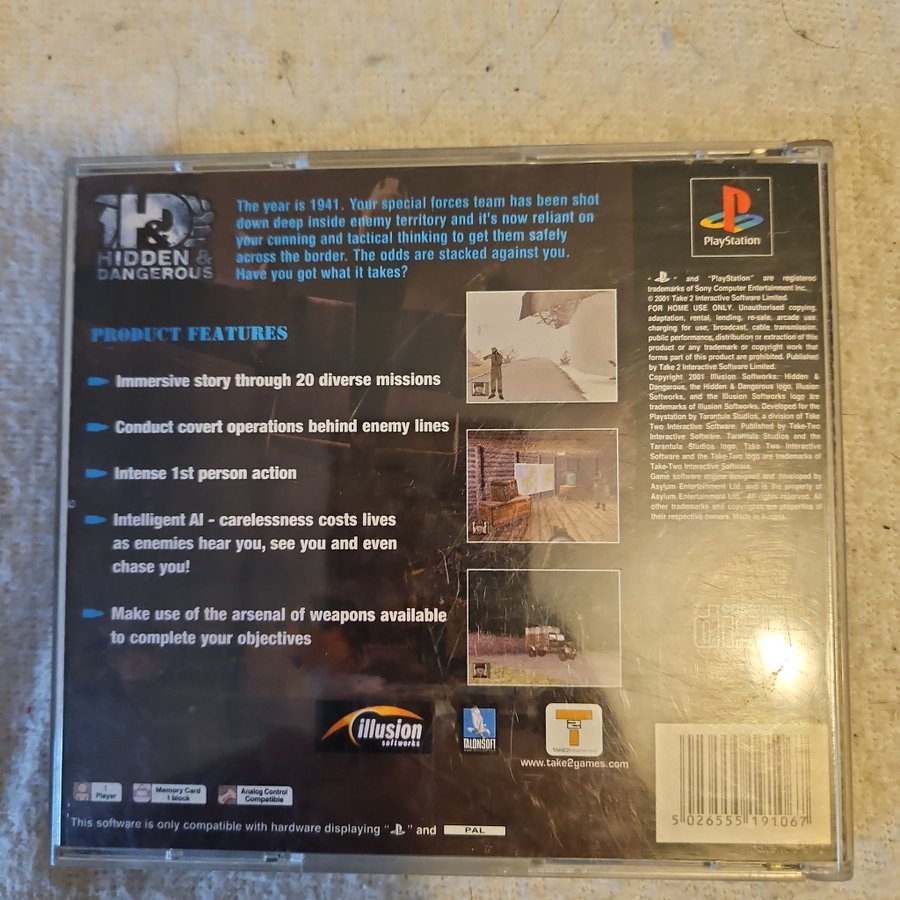 H&D
HIDDEN &
DANGEROUS
The year is 1941. Your special forces team has been shot
down deep inside enemy territory and it's now reliant on
your cunning and tactical thinking to get them safely
across the border. The odds are stacked against you.
Have you got what it takes?
PRODUCT FEATURES
Immersive story through 20 diverse missions
Conduct covert operations behind enemy lines
Intense 1st person action
Intelligent AI - carelessness costs lives
as enemies hear you, see you and even
chase you!
Make use of the arsenal of weapons available
to complete your objectives
illusion
softworks
TALONSOFT
TAKE2
www.take2games.com
1
Player
Memory Card
1 block
Analog Control
Compatible
This software is only compatible with hardware displaying " " and PAL
PlayStation
" " and "PlayStation" are registered
trademarks of Sony Computer Entertainment Inc.
© 2001 Take 2 Interactive Software Limited.
FOR HOME USE ONLY. Unauthorised copying,
adaptation, rental, lending, re-sale, arcade use,
charging for use, broadcast, cable transmission,
public performance, distribution or extraction of this
product or any trademark or copyright work that
forms part of this product are prohibited. Published
by Take 2 Interactive Software Limited.
Copyright 2001 Illusion Softworks. Hidden &
Dangerous, the Hidden & Dangerous logo, Illusion
Softworks, and the Illusion Softworks logo are
trademarks of Illusion Softworks. Developed for the
Playstation by Tarantula Studios, a division of Take
Two Interactive Software. Published by Take-Two
Interactive Software. Tarantula Studios and the
Tarantula Studios logo, Take Two Interactive
Software and the Take-Two logo are trademarks of
Take-Two Interactive Software.
Game software engine designed and developed by
Asylum Entertainment Ltd. and is the property of
Asylum Entertainment Ltd. All rights reserved. All
other trademarks and copyrights are properties of
their respective owners. Made in Austria.
COMPACT
5 026555 191067